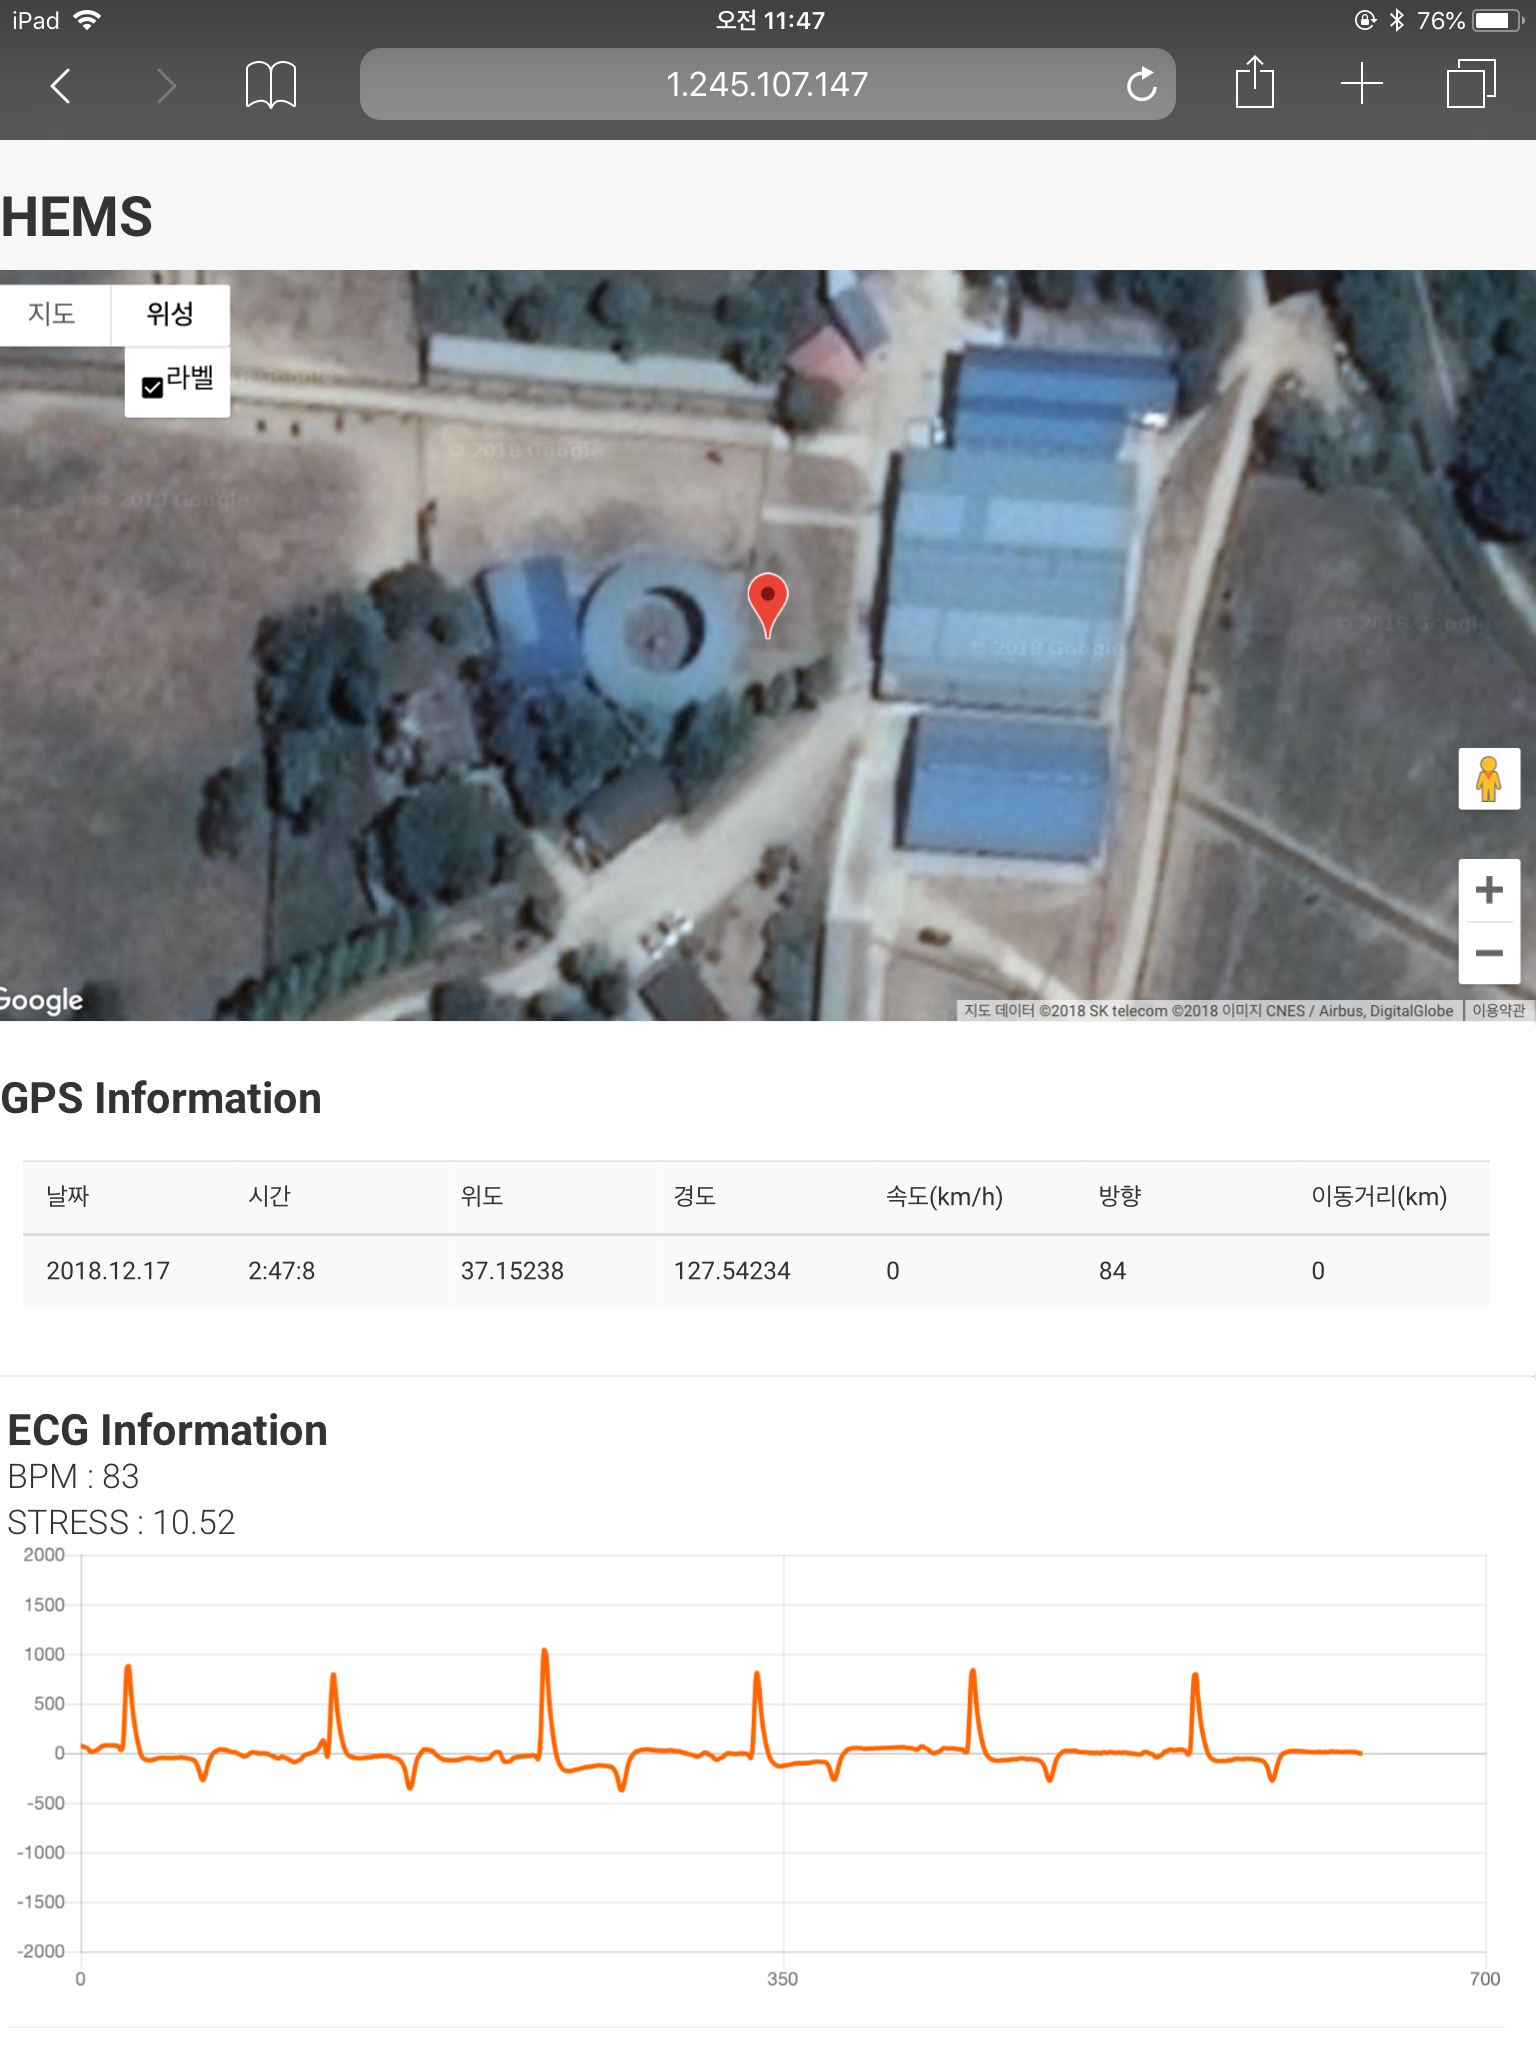 iPad 오전 11:47 76%
1.245.107.147
HEMS
지도 위성
라벨
© 2018 Google
© 2018 Google
© 2018 Google
© 2018 Google
Google
지도 데이터 ©2018 SK telecom ©2018 이미지 CNES / Airbus, DigitalGlobe 이용약관
GPS Information
날짜 시간 위도 경도 속도(km/h) 방향 이동거리(km)
2018.12.17 2:47:8 37.15238 127.54234 0 84 0
ECG Information
BPM : 83
STRESS : 10.52
2000
1500
1000
500
0
-500
-1000
-1500
-2000
0 350 700